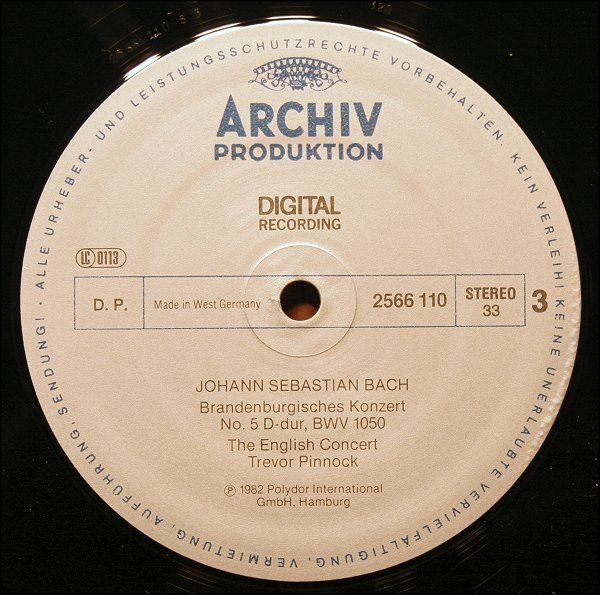 · ALLE URHEBER- UND LEISTUNGSSCHUTZRECHTE VORBEHALTEN. KEIN VERLEIH! KEINE UNERLAUBTE VERVIELFÄLTIGUNG, VERMIETUNG, AUFFÜHRUNG, SENDUNG!
ARCHIV
PRODUKTION
DIGITAL
RECORDING
LC 0113
D. P. Made in West Germany 2566 110 STEREO 33 3
JOHANN SEBASTIAN BACH
Brandenburgisches Konzert
No. 5 D-dur, BWV 1050
The English Concert
Trevor Pinnock
℗ 1982 Polydor International
GmbH, Hamburg